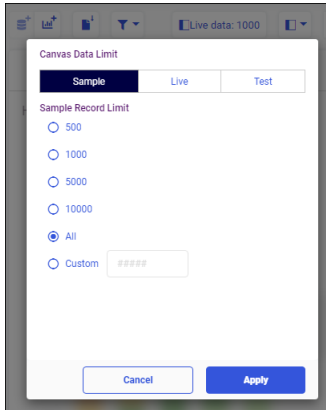 Live data: 1000
Canvas Data Limit
Sample Live Test
Sample Record Limit
500
1000
5000
10000
All
Custom #####
Cancel Apply